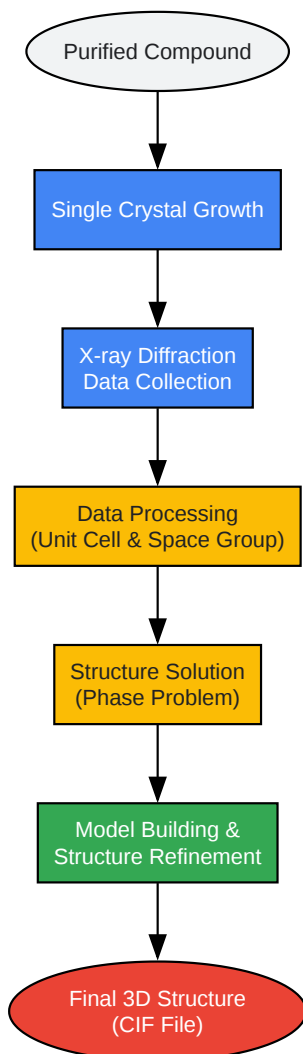 Purified Compound
Single Crystal Growth
X-ray Diffraction
Data Collection
Data Processing
(Unit Cell & Space Group)
Structure Solution
(Phase Problem)
Model Building &
Structure Refinement
Final 3D Structure
(CIF File)